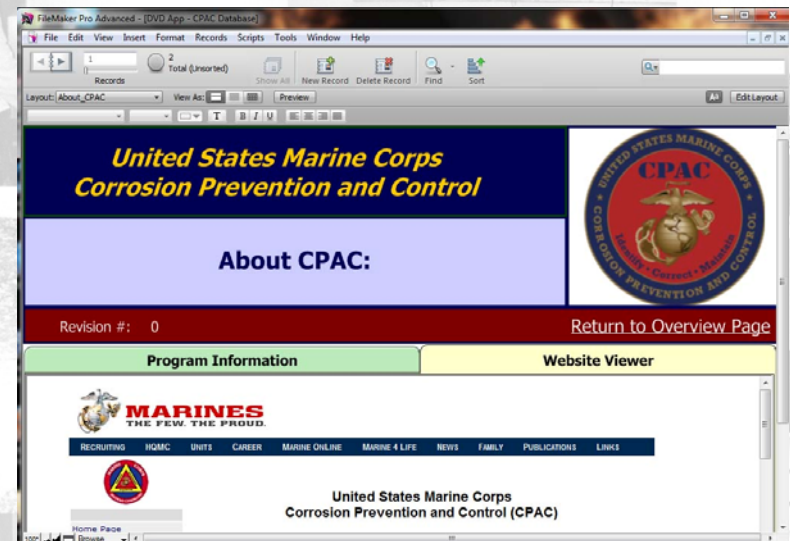 FileMaker Pro Advanced - [DVD App - CPAC Database]
File Edit View Insert Format Records Scripts Tools Window Help
1
2
Total (Unsorted)
Records
Show All New Record Delete Record Find Sort
Layout: About_CPAC View As: Preview Aa Edit Layout
T B I U
United States Marine Corps
Corrosion Prevention and Control
UNITED STATES MARINE CORPS
CPAC
Identify · Correct · Maintain
CORROSION PREVENTION AND CONTROL
About CPAC:
Revision #: 0
Return to Overview Page
Program Information
Website Viewer
MARINES
THE FEW. THE PROUD.
RECRUITING HQMC UNITS CAREER MARINE ONLINE MARINE 4 LIFE NEWS FAMILY PUBLICATIONS LINKS
United States Marine Corps
Corrosion Prevention and Control (CPAC)
Home Page
100 Browse